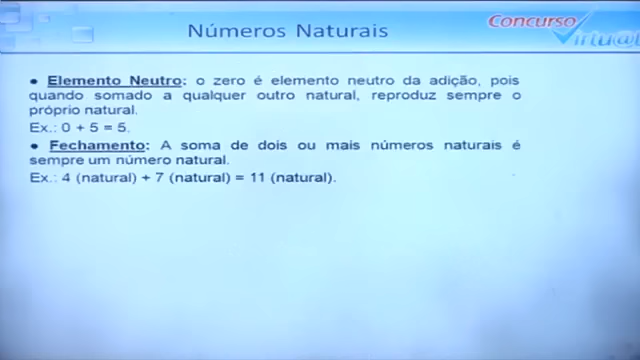 Números Naturais
Concurso
Virtu@l
● Elemento Neutro: o zero é elemento neutro da adição, pois
quando somado a qualquer outro natural, reproduz sempre o
próprio natural.
Ex.: 0 + 5 = 5.
● Fechamento: A soma de dois ou mais números naturais é
sempre um número natural.
Ex.: 4 (natural) + 7 (natural) = 11 (natural).